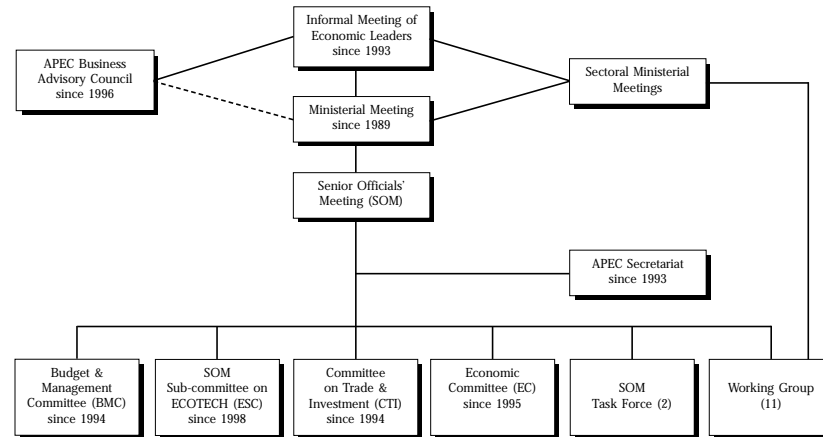 Informal Meeting of
Economic Leaders
since 1993
APEC Business
Advisory Council
since 1996
Sectoral Ministerial
Meetings
Ministerial Meeting
since 1989
Senior Officials'
Meeting (SOM)
APEC Secretariat
since 1993
Budget &
Management
Committee (BMC)
since 1994
SOM
Sub-committee on
ECOTECH (ESC)
since 1998
Committee
on Trade &
Investment (CTI)
since 1994
Economic
Committee (EC)
since 1995
SOM
Task Force (2)
Working Group
(11)